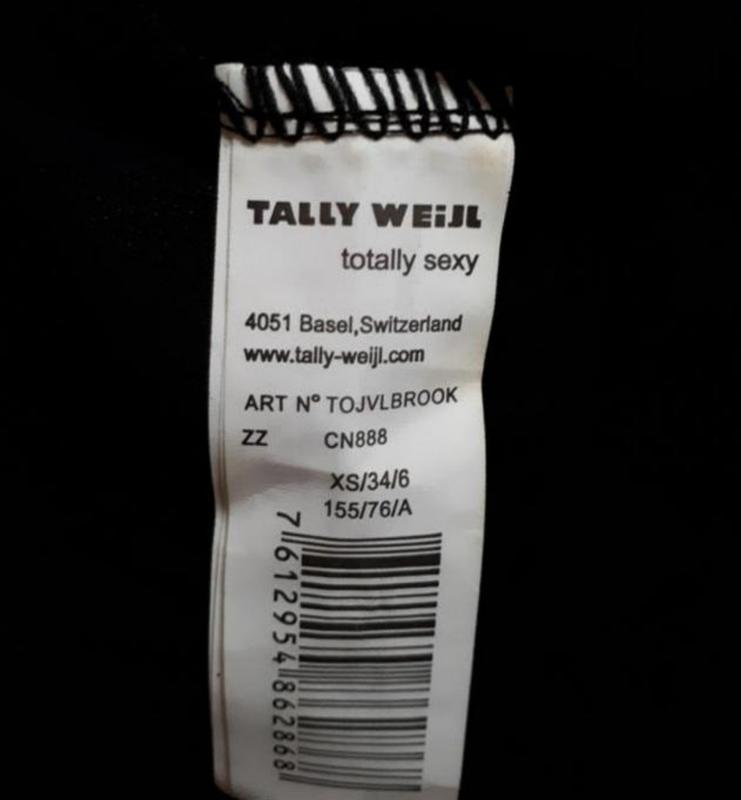 TALLY WEiJL
totally sexy
4051 Basel,Switzerland
www.tally-weijl.com
ART Nº TOJVLBROOK
ZZ CN888
XS/34/6
155/76/A
7612954862868